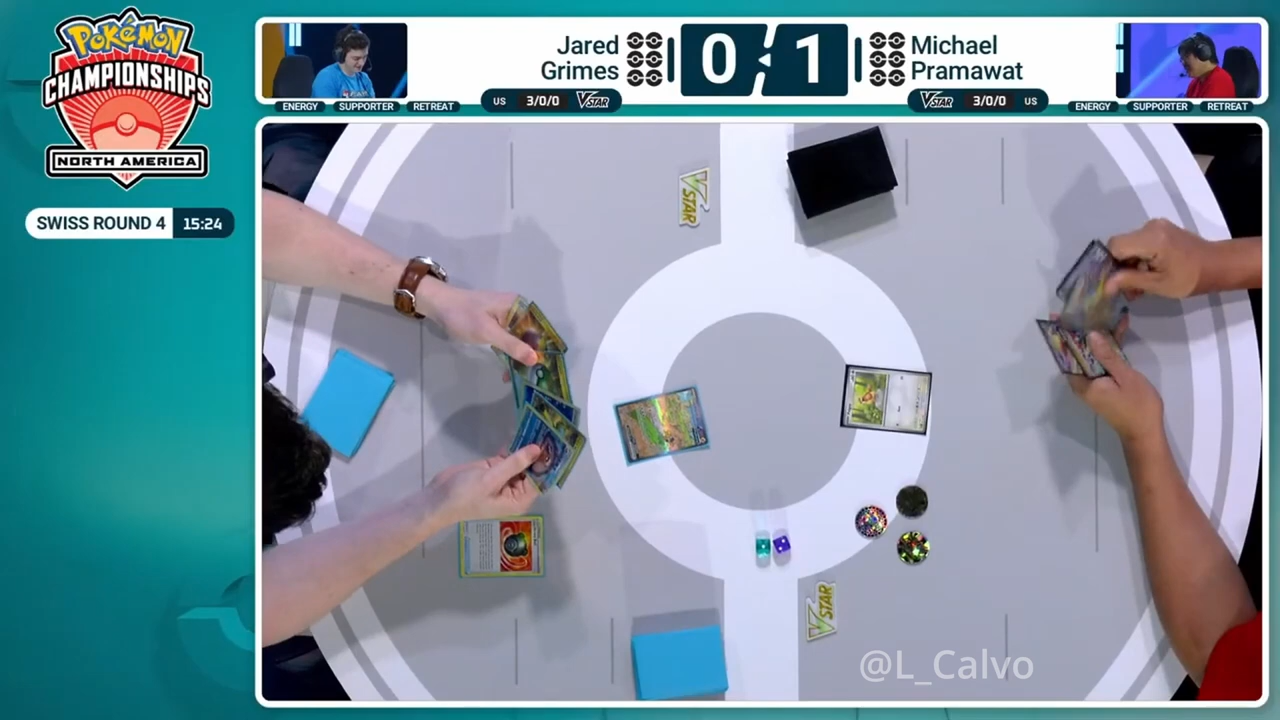 Pokémon
CHAMPIONSHIPS
NORTH AMERICA
SWISS ROUND 4 15:24
Jared
Grimes
0 1
Michael
Pramawat
US 3/0/0 VSTAR
VSTAR 3/0/0 US
ENERGY SUPPORTER RETREAT
ENERGY SUPPORTER RETREAT
VSTAR
VSTAR
@L_Calvo